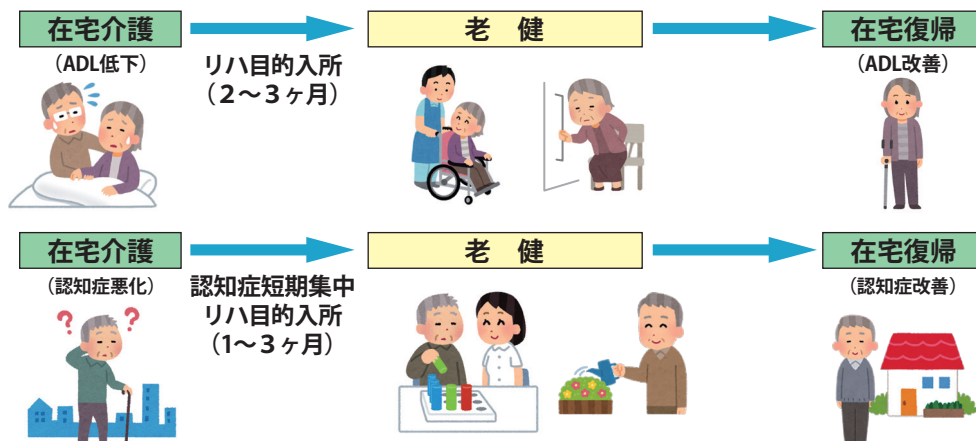 在宅介護
（ADL低下）
リハ目的入所
（２〜３ヶ月）
老　健
在宅復帰
（ADL改善）
在宅介護
（認知症悪化）
認知症短期集中
リハ目的入所
（1〜３ヶ月）
老　健
在宅復帰
（認知症改善）
? ?